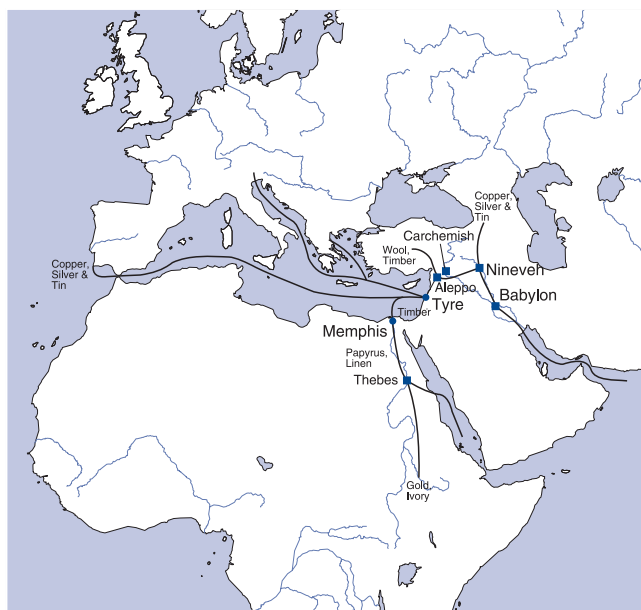 Copper,
Silver &
Tin
Carchemish
Wool,
Timber
Nineveh
Aleppo
Babylon
Copper,
Silver &
Tin
Tyre
Timber
Memphis
Papyrus,
Linen
Thebes
Gold,
Ivory